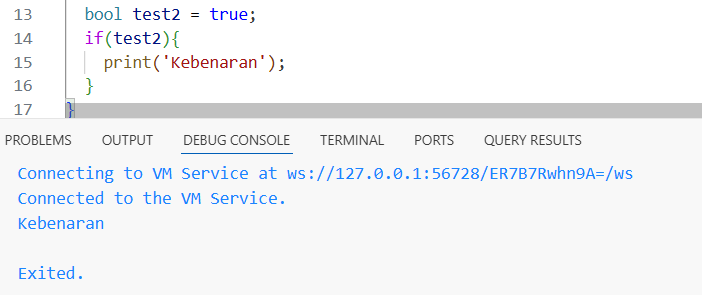 13 bool test2 = true;
14 if(test2){
15 print('Kebenaran');
16 }
17 }
PROBLEMS OUTPUT DEBUG CONSOLE TERMINAL PORTS QUERY RESULTS
Connecting to VM Service at ws://127.0.0.1:56728/ER7B7Rwhn9A=/ws
Connected to the VM Service.
Kebenaran
Exited.